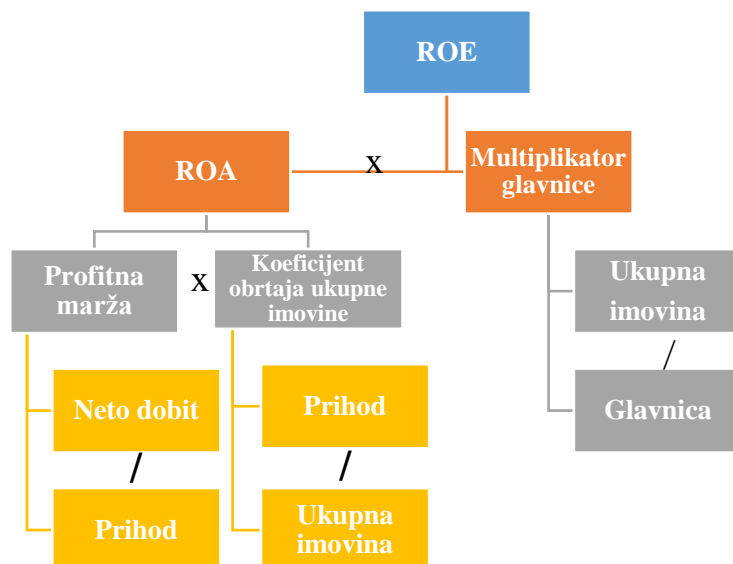 ROE
ROA
x
Multiplikator
glavnice
Profitna
marža
x
Koeficijent
obrtaja ukupne
imovine
Ukupna
imovina
/
Glavnica
Neto dobit
/
Prihod
Prihod
/
Ukupna
imovina